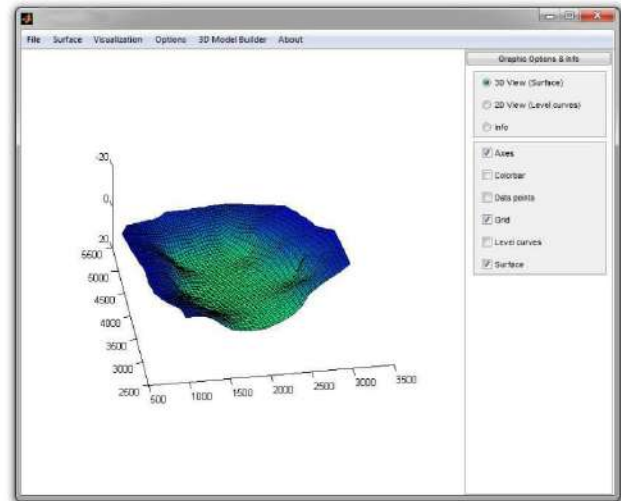 File Surface Visualization Options 3D Model Builder About
Graphic Options & Info
3D View (Surface)
2D View (Level curves)
Info
Axes
Colorbar
Data points
Grid
Level curves
Surface
-20
0
20
5500
5000
4500
4000
3500
3000
2500
500 1000 1500 2000 2500 3000 3500